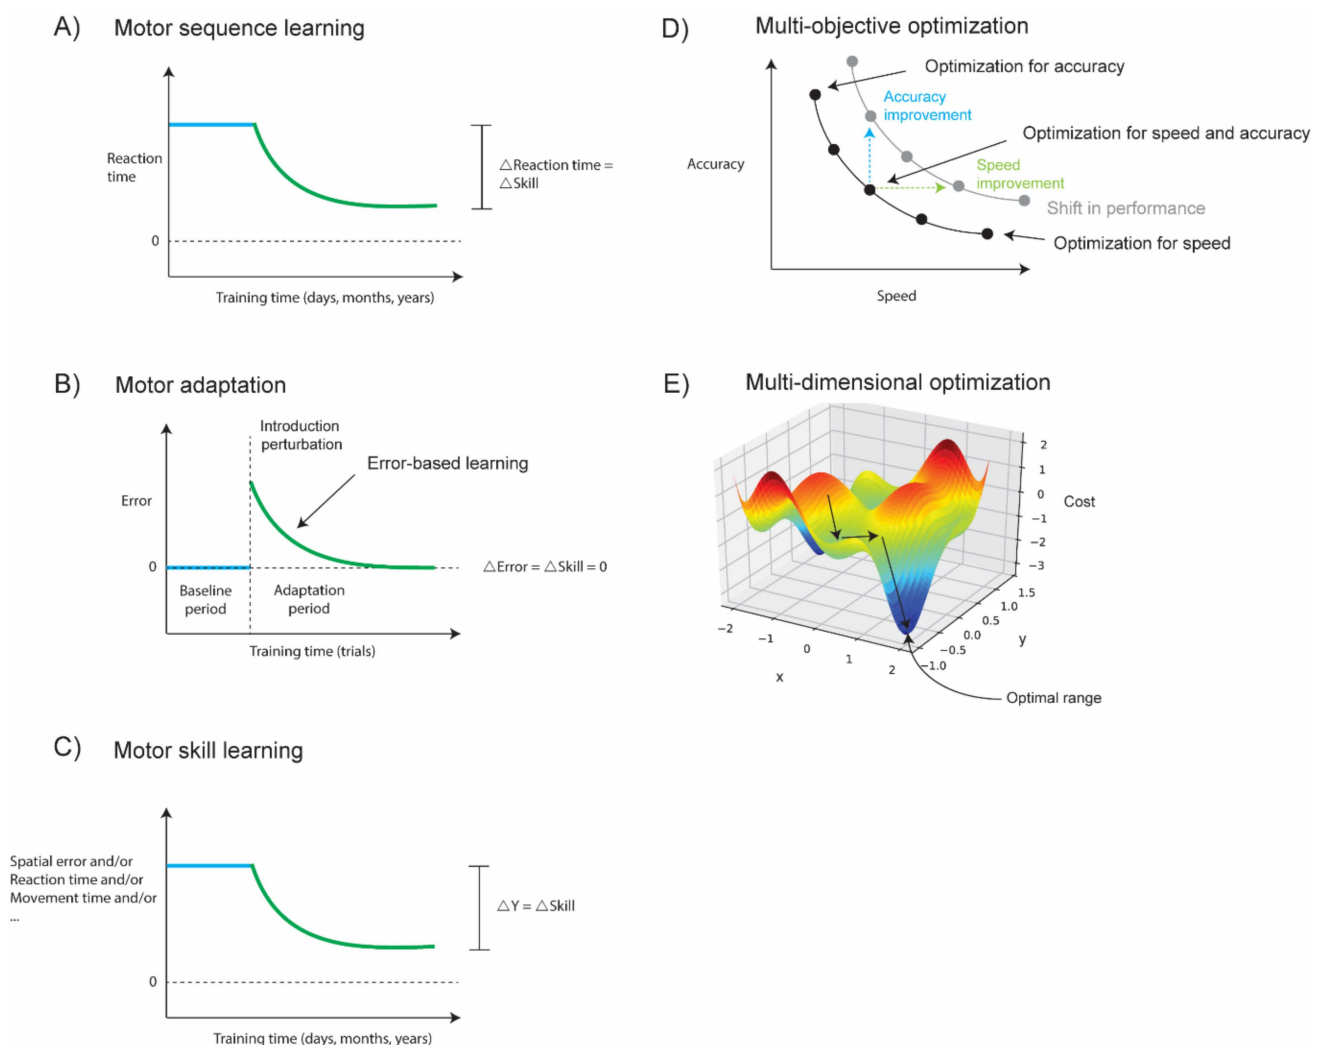 A) Motor sequence learning
Reaction
time
0
△Reaction time =
△Skill
Training time (days, months, years)
B) Motor adaptation
Introduction
perturbation
Error-based learning
Error
0
Baseline
period
Adaptation
period
△Error = △Skill = 0
Training time (trials)
C) Motor skill learning
Spatial error and/or
Reaction time and/or
Movement time and/or
...
△Y = △Skill
0
Training time (days, months, years)
D) Multi-objective optimization
Optimization for accuracy
Accuracy
improvement
Optimization for speed and accuracy
Accuracy
Speed
improvement
Shift in performance
Optimization for speed
Speed
E) Multi-dimensional optimization
2
1
0
−1
−2
−3
Cost
1.5
1.0
0.5
0.0
−0.5
−1.0
y
−2
−1
0
1
2
x
Optimal range